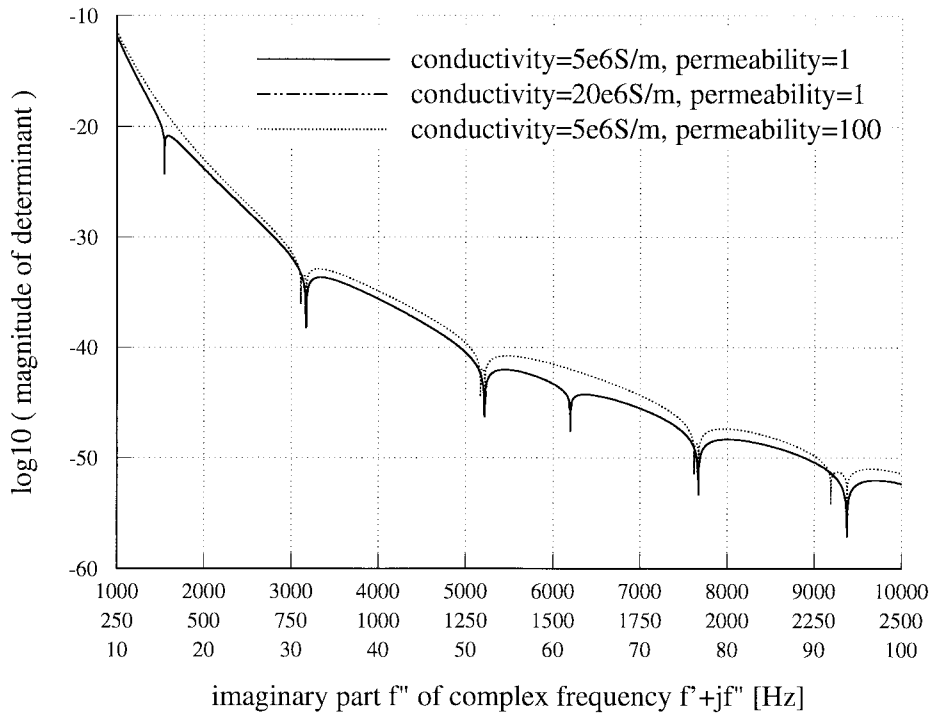 -10
-20
-30
-40
-50
-60
log10 ( magnitude of determinant )
conductivity=5e6S/m, permeability=1
conductivity=20e6S/m, permeability=1
conductivity=5e6S/m, permeability=100
1000 2000 3000 4000 5000 6000 7000 8000 9000 10000
250 500 750 1000 1250 1500 1750 2000 2250 2500
10 20 30 40 50 60 70 80 90 100
imaginary part f" of complex frequency f'+jf" [Hz]